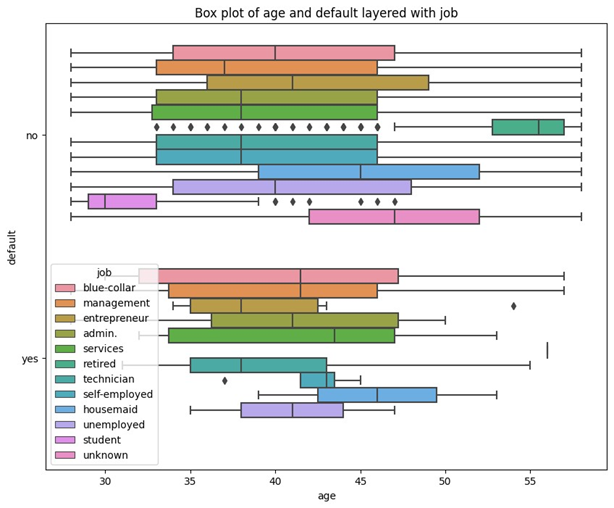 Box plot of age and default layered with job
no
default
yes
job
blue-collar
management
entrepreneur
admin.
services
retired
technician
self-employed
housemaid
unemployed
student
unknown
30 35 40 45 50 55
age